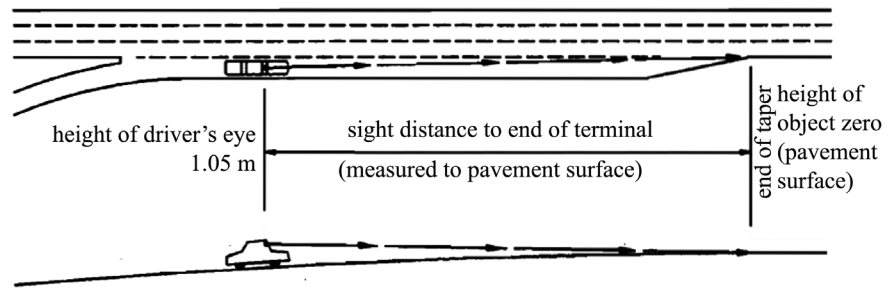 height of driver's eye
1.05 m
sight distance to end of terminal
(measured to pavement surface)
end of taper
height of
object zero
(pavement
surface)